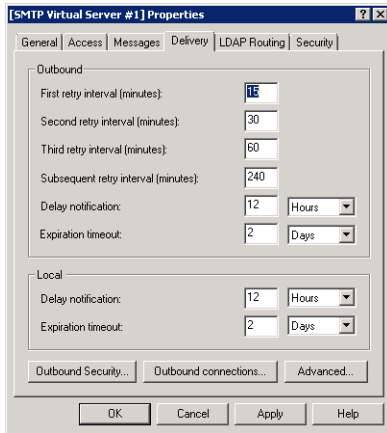 [SMTP Virtual Server #1] Properties
General Access Messages Delivery LDAP Routing Security
Outbound
First retry interval (minutes): 15
Second retry interval (minutes): 30
Third retry interval (minutes): 60
Subsequent retry interval (minutes): 240
Delay notification: 12 Hours
Expiration timeout: 2 Days
Local
Delay notification: 12 Hours
Expiration timeout: 2 Days
Outbound Security... Outbound connections... Advanced...
OK Cancel Apply Help